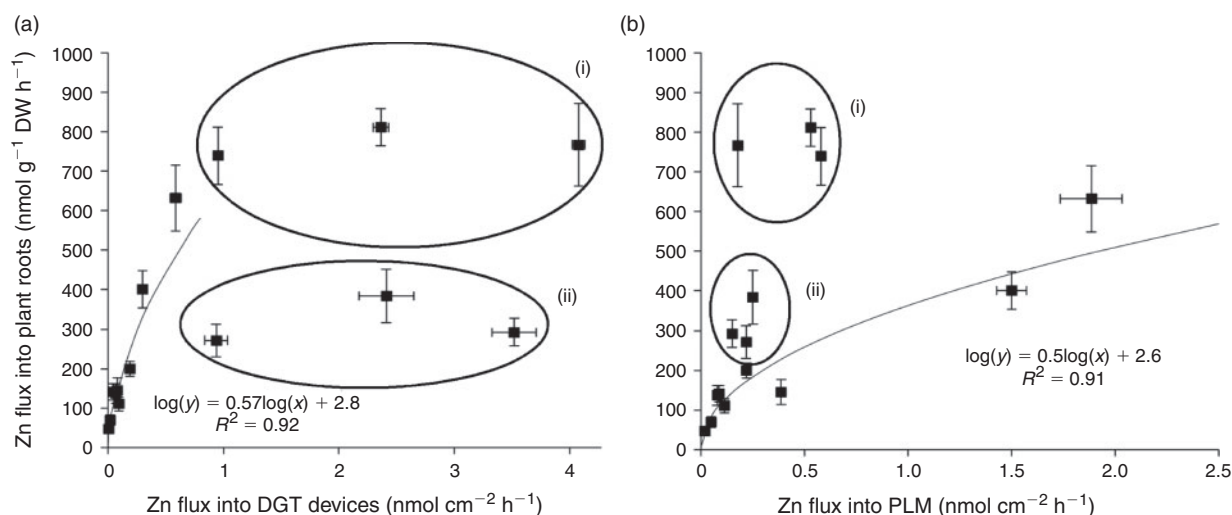 (a)
Zn flux into plant roots (nmol g⁻¹ DW h⁻¹)
1000
900
800
700
600
500
400
300
200
100
0
(i)
(ii)
log(y) = 0.57log(x) + 2.8
R² = 0.92
0 1 2 3 4
Zn flux into DGT devices (nmol cm⁻² h⁻¹)
(b)
1000
900
800
700
600
500
400
300
200
100
0
(i)
(ii)
log(y) = 0.5log(x) + 2.6
R² = 0.91
0 0.5 1.0 1.5 2.0 2.5
Zn flux into PLM (nmol cm⁻² h⁻¹)